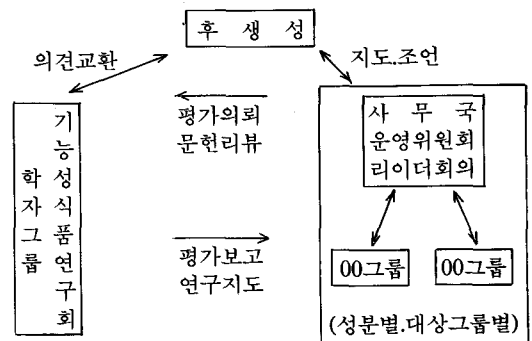 후 생 성
의견교환
지도.조언
평가의뢰
문헌리뷰
기능성식품연구회
학자그룹
사 무 국
운영위원회
리이더회의
평가보고
연구지도
00그룹
00그룹
(성분별.대상그룹별)